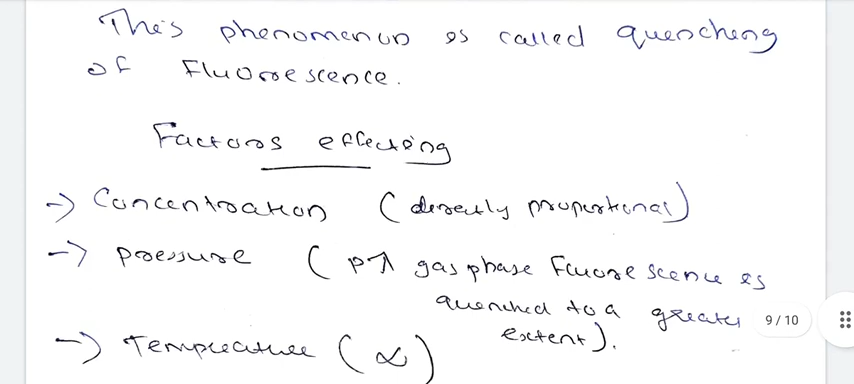 This phenomenon is called quenching
of Fluorescence.
Factors effecting
-> Concentration (directly proportional)
-> pressure (P↑ gas phase Fluorescence is
quenched to a greater
extent).
9 / 10
-> Temperature (∝)